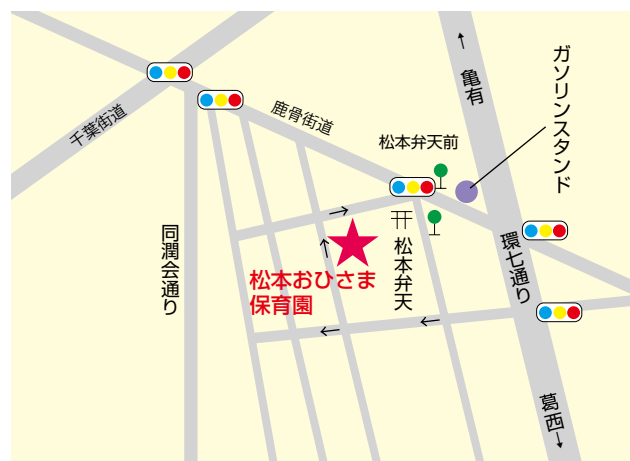 ガソリンスタンド
↑
亀有
千葉街道
鹿骨街道
松本弁天前
同潤会通り
→
↑
松本おひさま
保育園
松本弁天
環七通り
←
←
葛西
↓